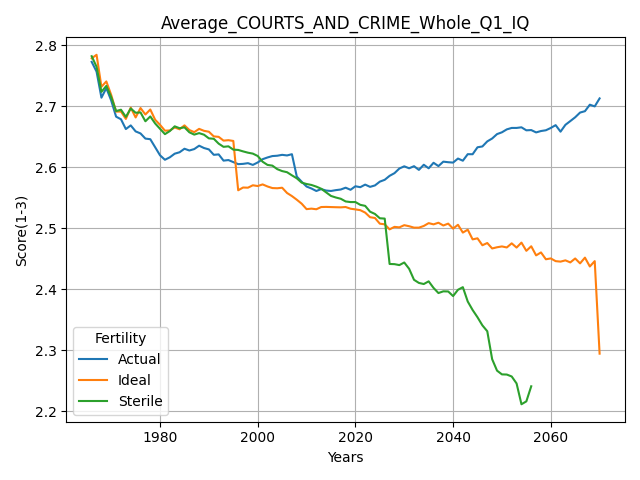 Average_COURTS_AND_CRIME_Whole_Q1_IQ
2.8
2.7
2.6
2.5
2.4
2.3
2.2
Score(1-3)
Fertility
Actual
Ideal
Sterile
1980 2000 2020 2040 2060
Years